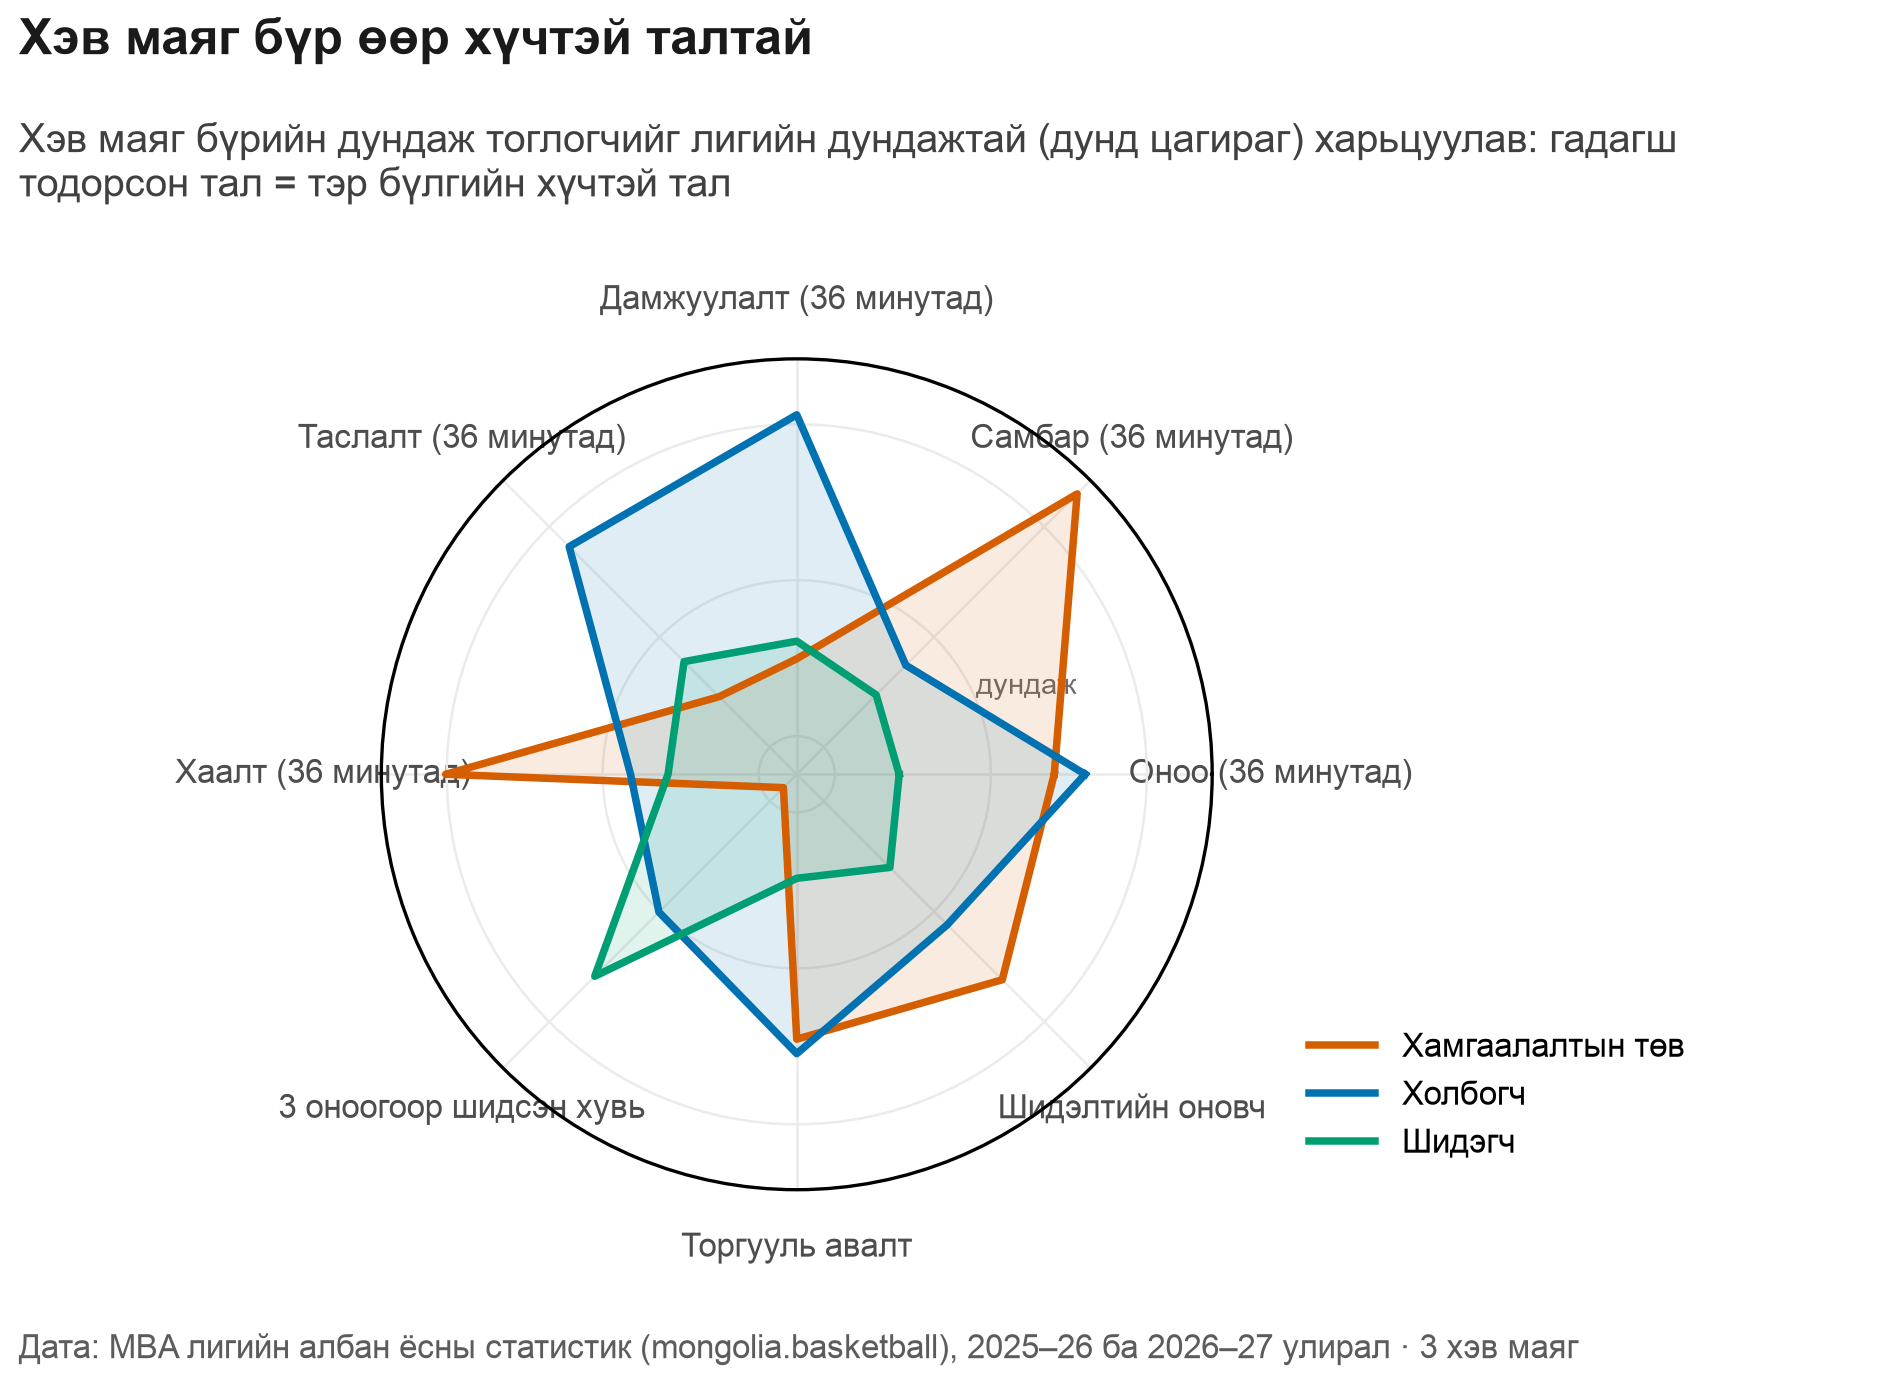 Хэв маяг бүр өөр хүчтэй талтай
Хэв маяг бүрийн дундаж тоглогчийг лигийн дундажтай (дунд цагираг) харьцуулав: гадагш
тодорсон тал = тэр бүлгийн хүчтэй тал
Дамжуулалт (36 минутад)
Таслалт (36 минутад)
Самбар (36 минутад)
дундаж
Хаалт (36 минутад)
Оноо (36 минутад)
3 оноогоор шидсэн хувь
Шидэлтийн оновч
Торгууль авалт
Хамгаалалтын төв
Холбогч
Шидэгч
Дата: MBA лигийн албан ёсны статистик (mongolia.basketball), 2025–26 ба 2026–27 улирал · 3 хэв маяг